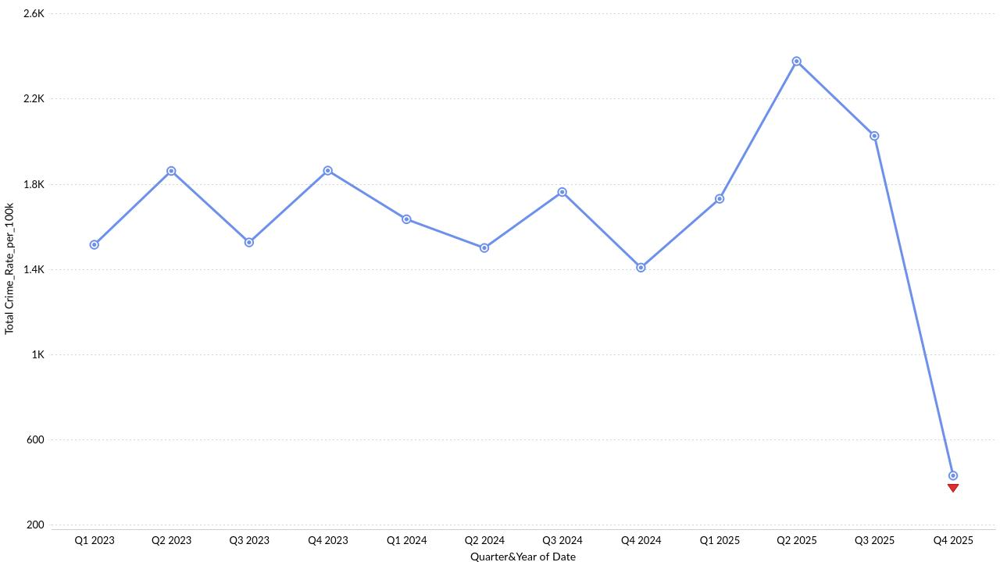 2.6K
2.2K
1.8K
1.4K
1K
600
200
Total Crime_Rate_per_100k
Q1 2023 Q2 2023 Q3 2023 Q4 2023 Q1 2024 Q2 2024 Q3 2024 Q4 2024 Q1 2025 Q2 2025 Q3 2025 Q4 2025
Quarter&Year of Date